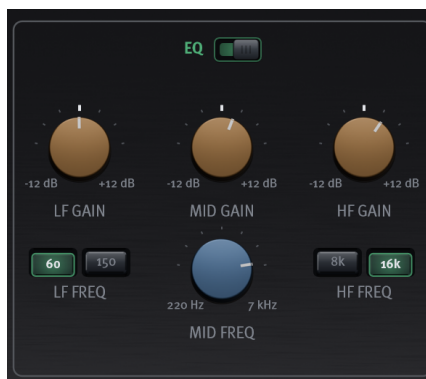 EQ
-12 dB +12 dB -12 dB +12 dB -12 dB +12 dB
LF GAIN MID GAIN HF GAIN
60 150 8k 16k
LF FREQ HF FREQ
220 Hz 7 kHz
MID FREQ